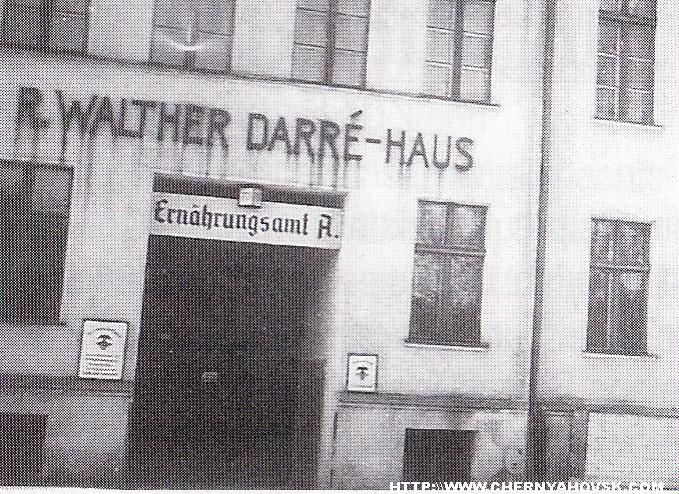 R. WALTHER DARRÉ-HAUS
Ernährungsamt A.
HTTP://WWW.CHERNYAHOVSK.COM